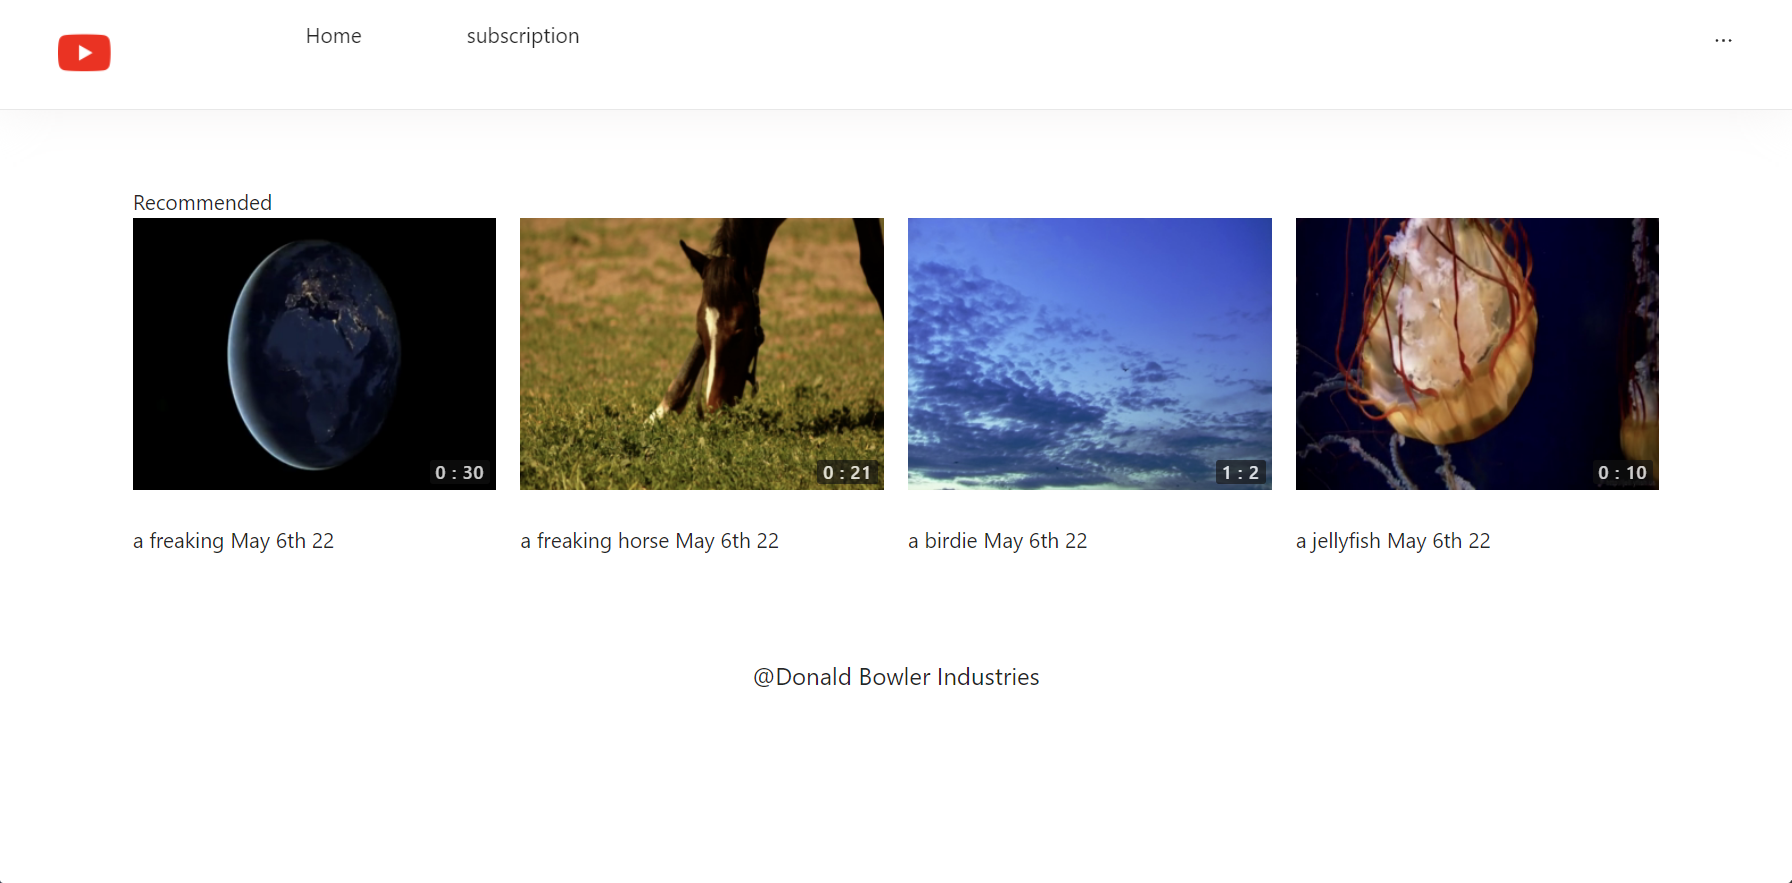 Home
subscription
...
Recommended
0 : 30
0 : 21
1 : 2
0 : 10
a freaking May 6th 22
a freaking horse May 6th 22
a birdie May 6th 22
a jellyfish May 6th 22
@Donald Bowler Industries